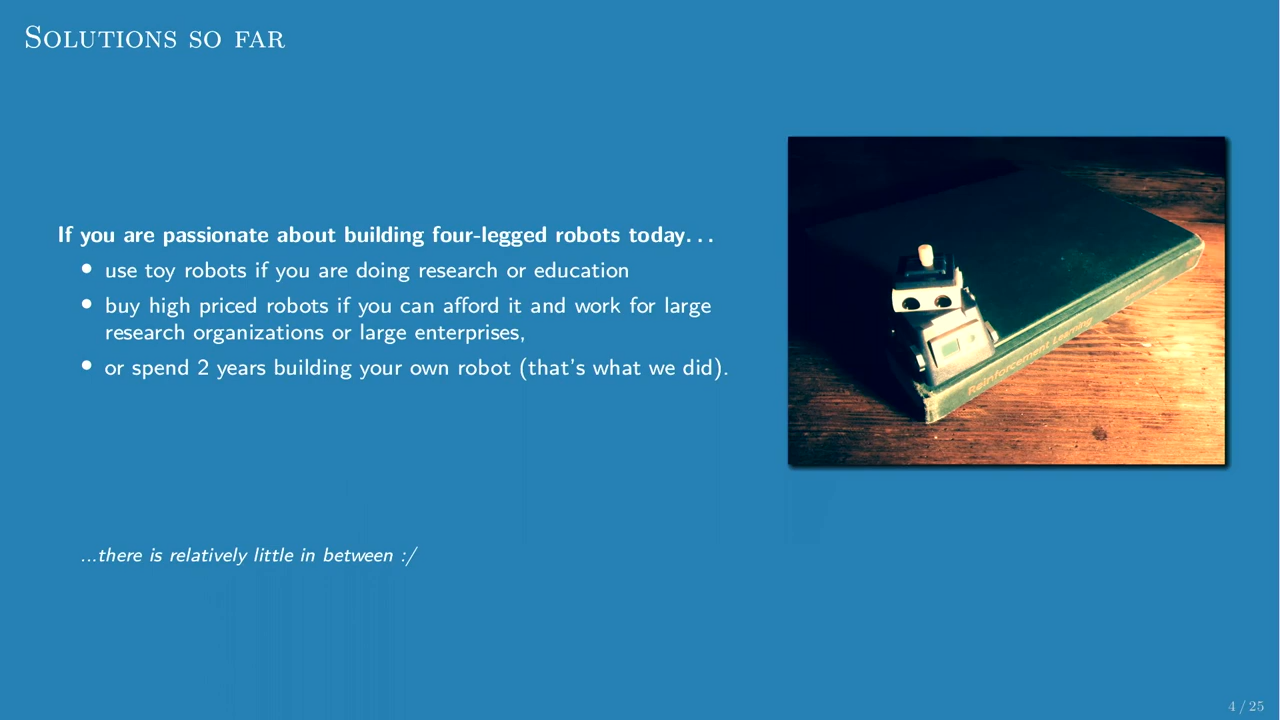 Solutions so far
If you are passionate about building four-legged robots today. . .
• use toy robots if you are doing research or education
• buy high priced robots if you can afford it and work for large
research organizations or large enterprises,
• or spend 2 years building your own robot (that's what we did).
Reinforcement Learning
...there is relatively little in between :/
4 / 25